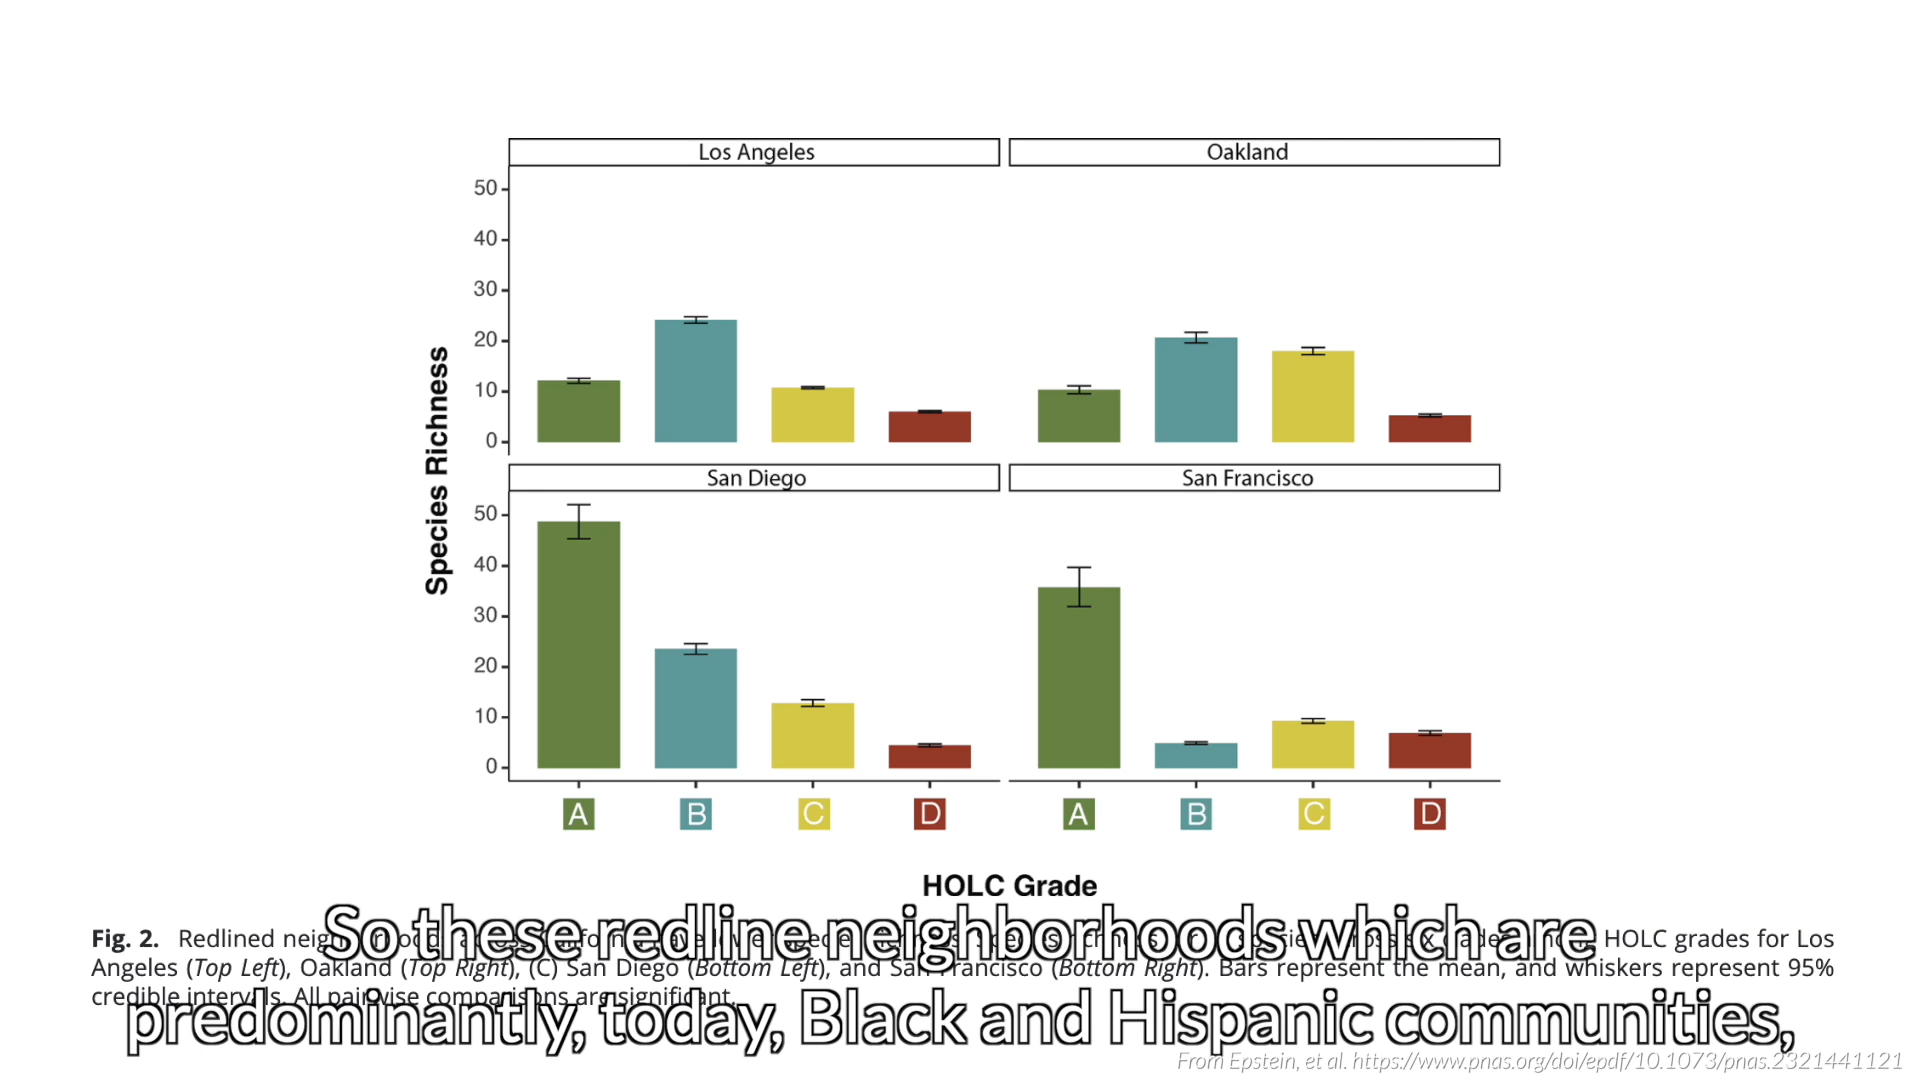 Los Angeles
Oakland
50
40
30
20
10
0
Species Richness
San Diego
San Francisco
50
40
30
20
10
0
A B C D A B C D
HOLC Grade
So these redline neighborhoods which are
predominantly, today, Black and Hispanic communities,
Fig. 2. Redlined HOLC grades for Los
Angeles (Top Left), Oakland (Top Right), (C) San Diego (Bottom Left), and San Francisco (Bottom Right). Bars represent the mean, and whiskers represent 95%
credible intervals. All pairwise comparisons are significant.
From Epstein, et al. https://www.pnas.org/doi/epdf/10.1073/pnas.2321441121